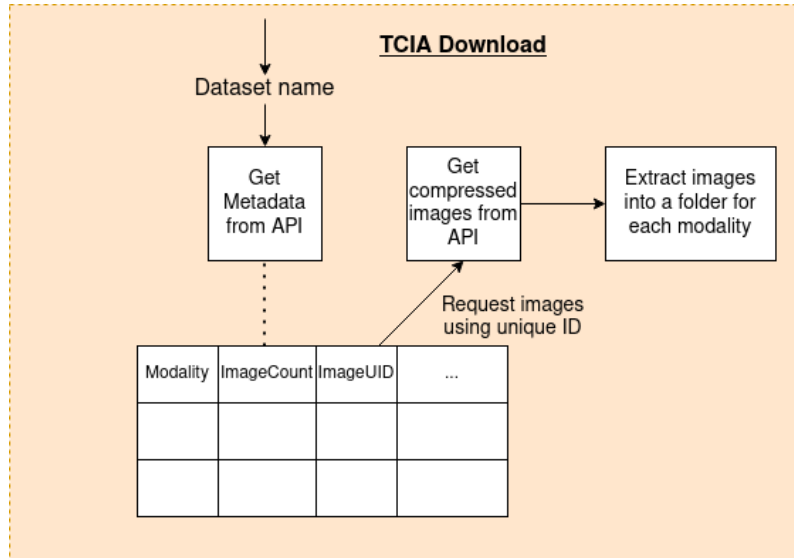 TCIA Download
Dataset name
Get
Metadata
from API
Get
compressed
images from
API
Extract images
into a folder for
each modality
Request images
using unique ID
Modality ImageCount ImageUID ...